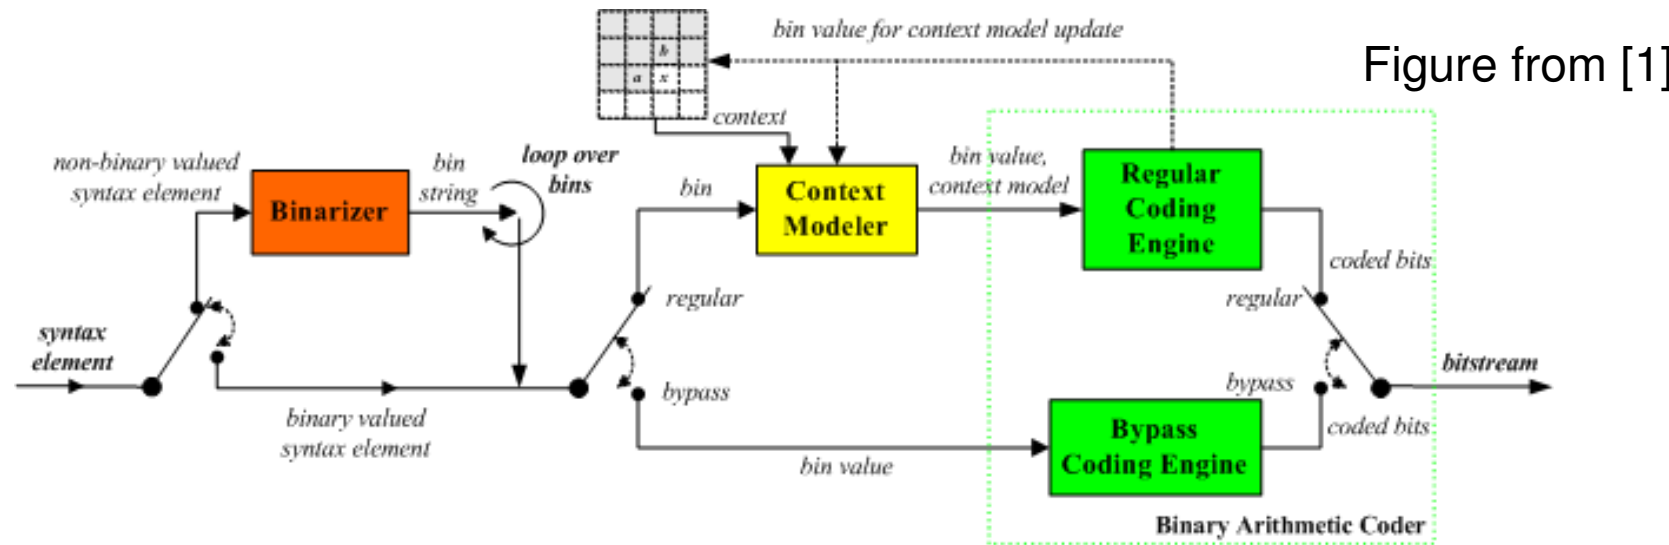 bin value for context model update
Figure from [1]
b
a x
context
non-binary valued
syntax element
bin
string
loop over
bins
Binarizer
bin
Context
Modeler
bin value,
context model
Regular
Coding
Engine
coded bits
regular
regular
syntax
element
bitstream
bypass
bypass
binary valued
syntax element
bin value
Bypass
Coding Engine
coded bits
Binary Arithmetic Coder